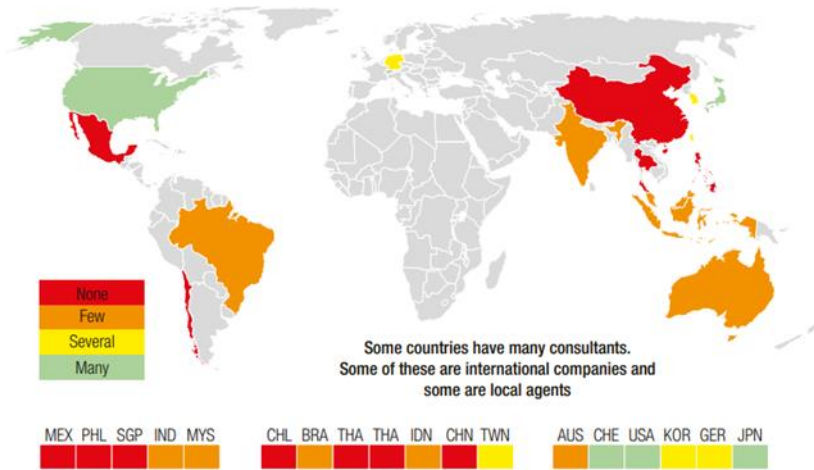 None
Few
Several
Many
Some countries have many consultants.
Some of these are international companies and
some are local agents
MEX PHL SGP IND MYS
CHL BRA THA THA IDN CHN TWN
AUS CHE USA KOR GER JPN